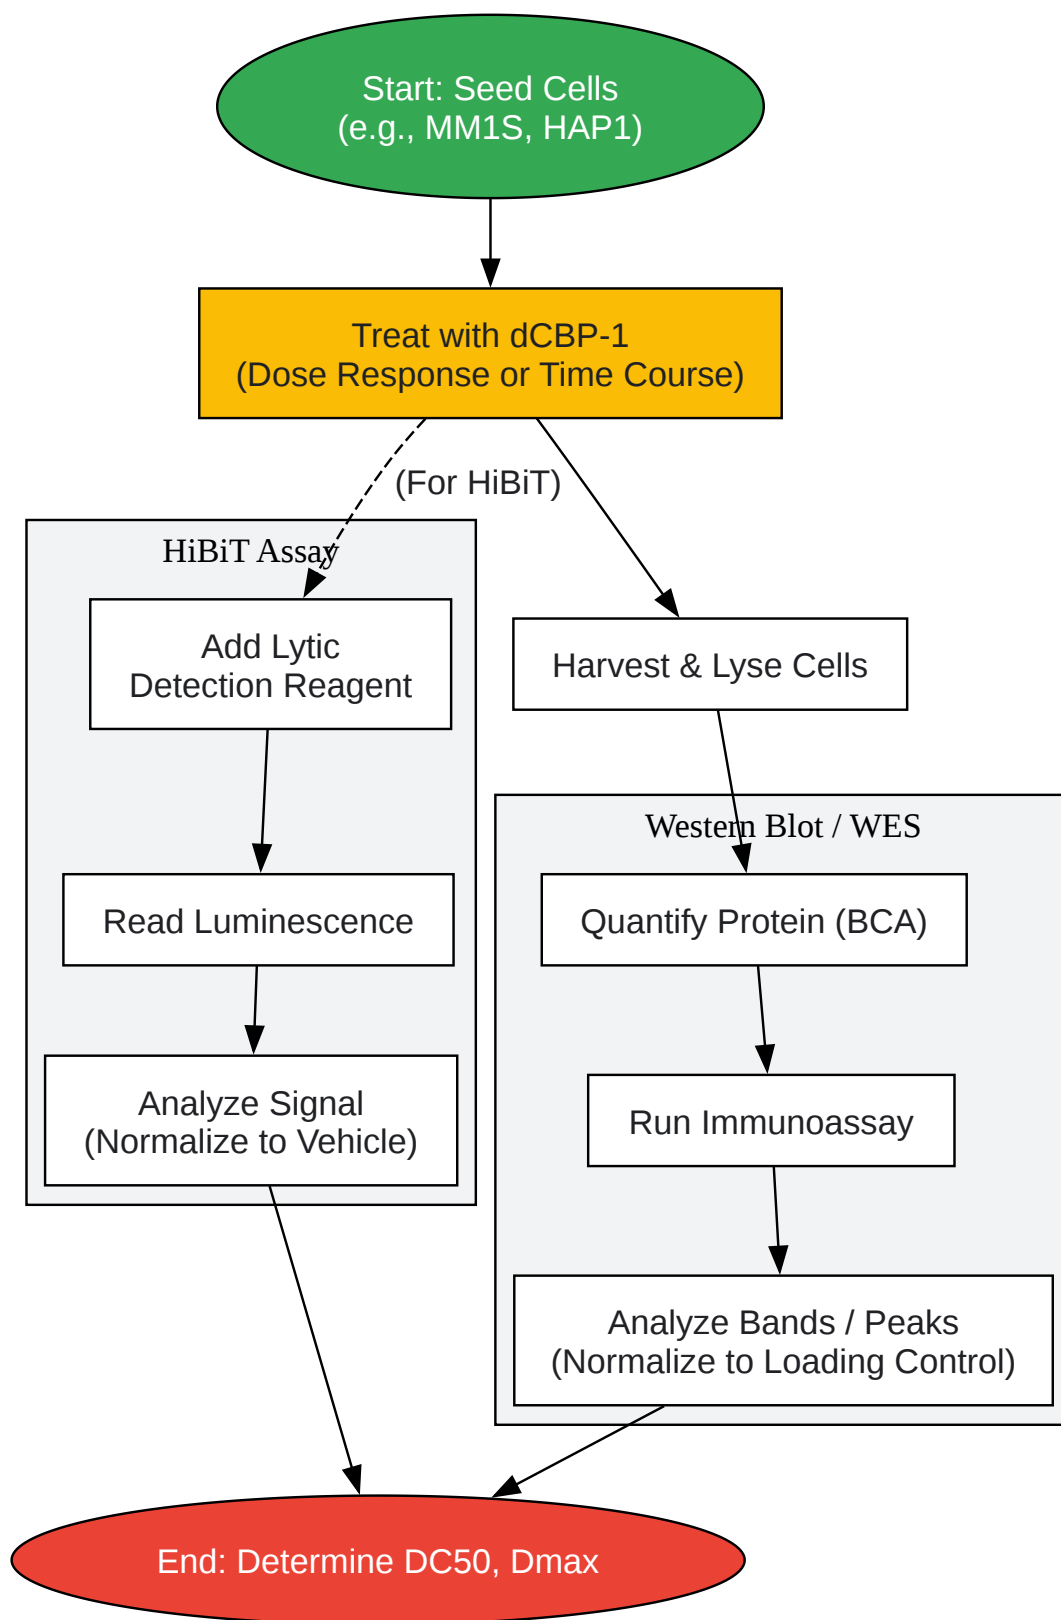 Start: Seed Cells
(e.g., MM1S, HAP1)
Treat with dCBP-1
(Dose Response or Time Course)
(For HiBiT)
HiBiT Assay
Add Lytic
Detection Reagent
Read Luminescence
Analyze Signal
(Normalize to Vehicle)
Harvest & Lyse Cells
Western Blot / WES
Quantify Protein (BCA)
Run Immunoassay
Analyze Bands / Peaks
(Normalize to Loading Control)
End: Determine DC50, Dmax